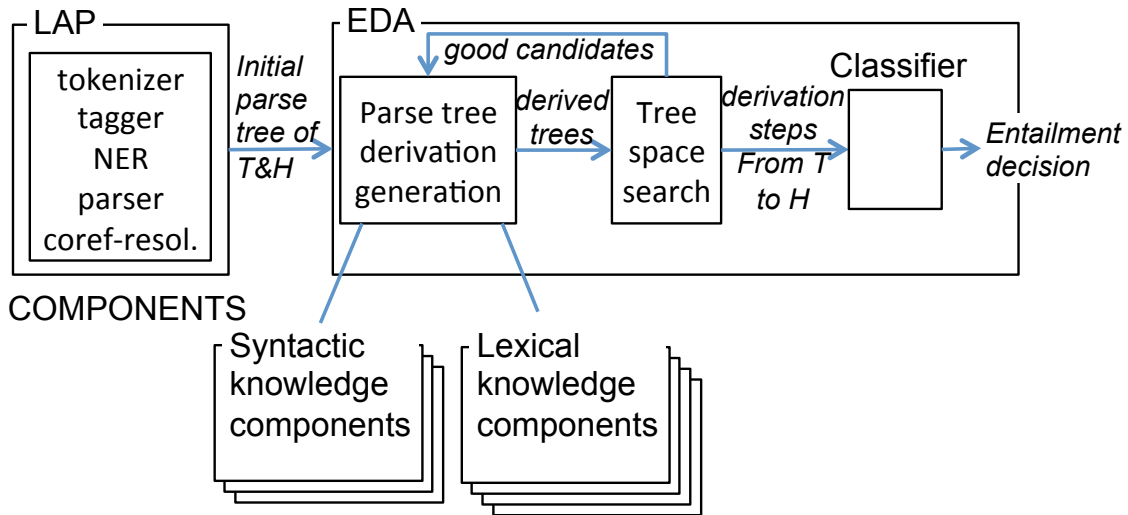 LAP
tokenizer
tagger
NER
parser
coref-resol.
Initial
parse
tree of
T&H
EDA
good candidates
Parse tree
derivation
generation
derived
trees
Tree
space
search
derivation
steps
From T
to H
Classifier
Entailment
decision
COMPONENTS
Syntactic
knowledge
components
Lexical
knowledge
components